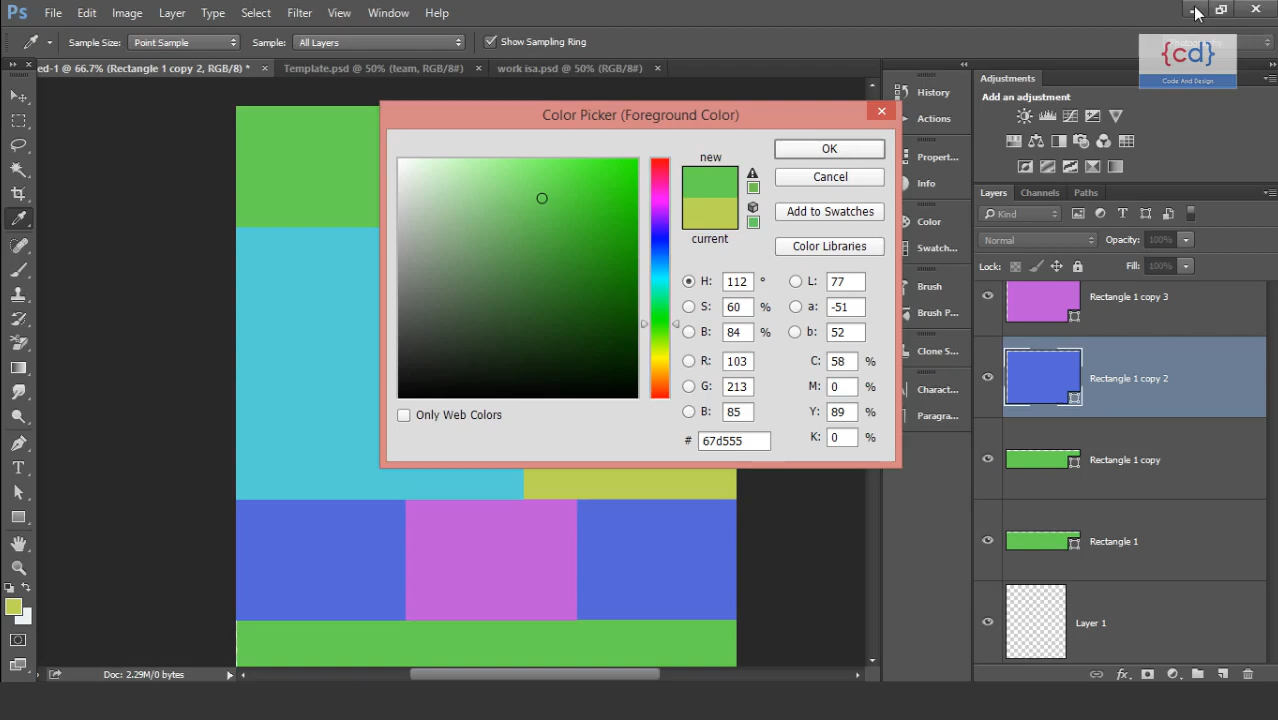 Ps File Edit Image Layer Type Select Filter View Window Help
Sample Size: Point Sample Sample: All Layers Show Sampling Ring
{cd}
Code And Design
ed-1 @ 66.7% (Rectangle 1 copy 2, RGB/8) * × Template.psd @ 50% (team, RGB/8#) × work isa.psd @ 50% (RGB/8#) ×
History
Actions
Propert...
Info
Color
Swatch...
Brush
Brush P...
Clone S...
Charact...
Paragra...
Adjustments
Add an adjustment
Layers Channels Paths
Kind
Normal Opacity: 100%
Lock: Fill: 100%
Rectangle 1 copy 3
Rectangle 1 copy 2
Rectangle 1 copy
Rectangle 1
Layer 1
Color Picker (Foreground Color)
new
current
OK
Cancel
Add to Swatches
Color Libraries
H: 112 ° L: 77
S: 60 % a: -51
B: 84 % b: 52
R: 103 C: 58 %
G: 213 M: 0 %
B: 85 Y: 89 %
# 67d555 K: 0 %
Only Web Colors
Doc: 2.29M/0 bytes